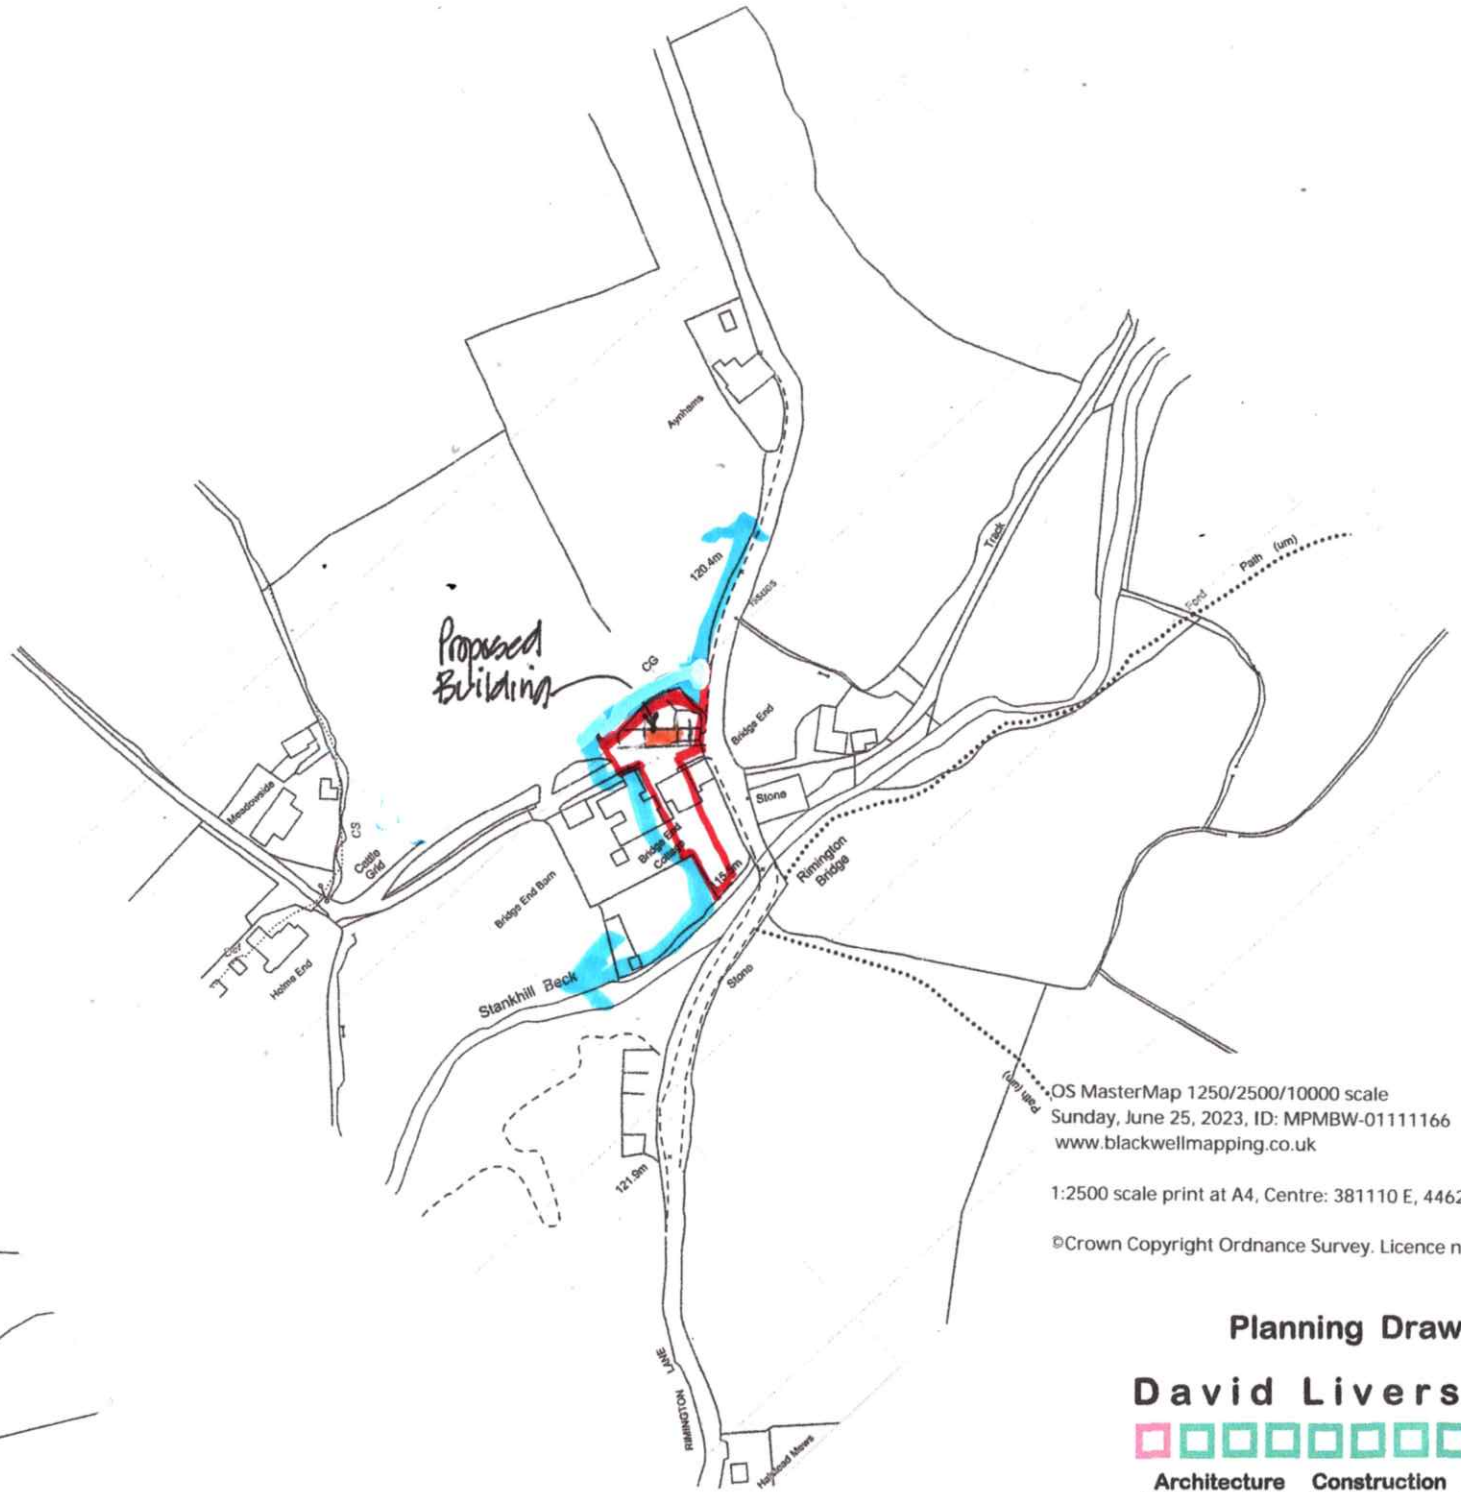 Aynhams
Track
Path (um)
Ford
120.4m
Issues
Proposed
Building
CG
Bridge End
Meadowside
CS
Cattle
Grid
Stone
Bridge End
Cottage
Rimington
Bridge
Bridge End Barn
Holme End
Stankhill Beck
Stone
Path (um)
121.9m
RIMINGTON LANE
Halstead Mews
OS MasterMap 1250/2500/10000 scale
Sunday, June 25, 2023, ID: MPMBW-01111166
www.blackwellmapping.co.uk
1:2500 scale print at A4, Centre: 381110 E, 4462
©Crown Copyright Ordnance Survey. Licence n
Planning Draw
David Livers
Architecture Construction